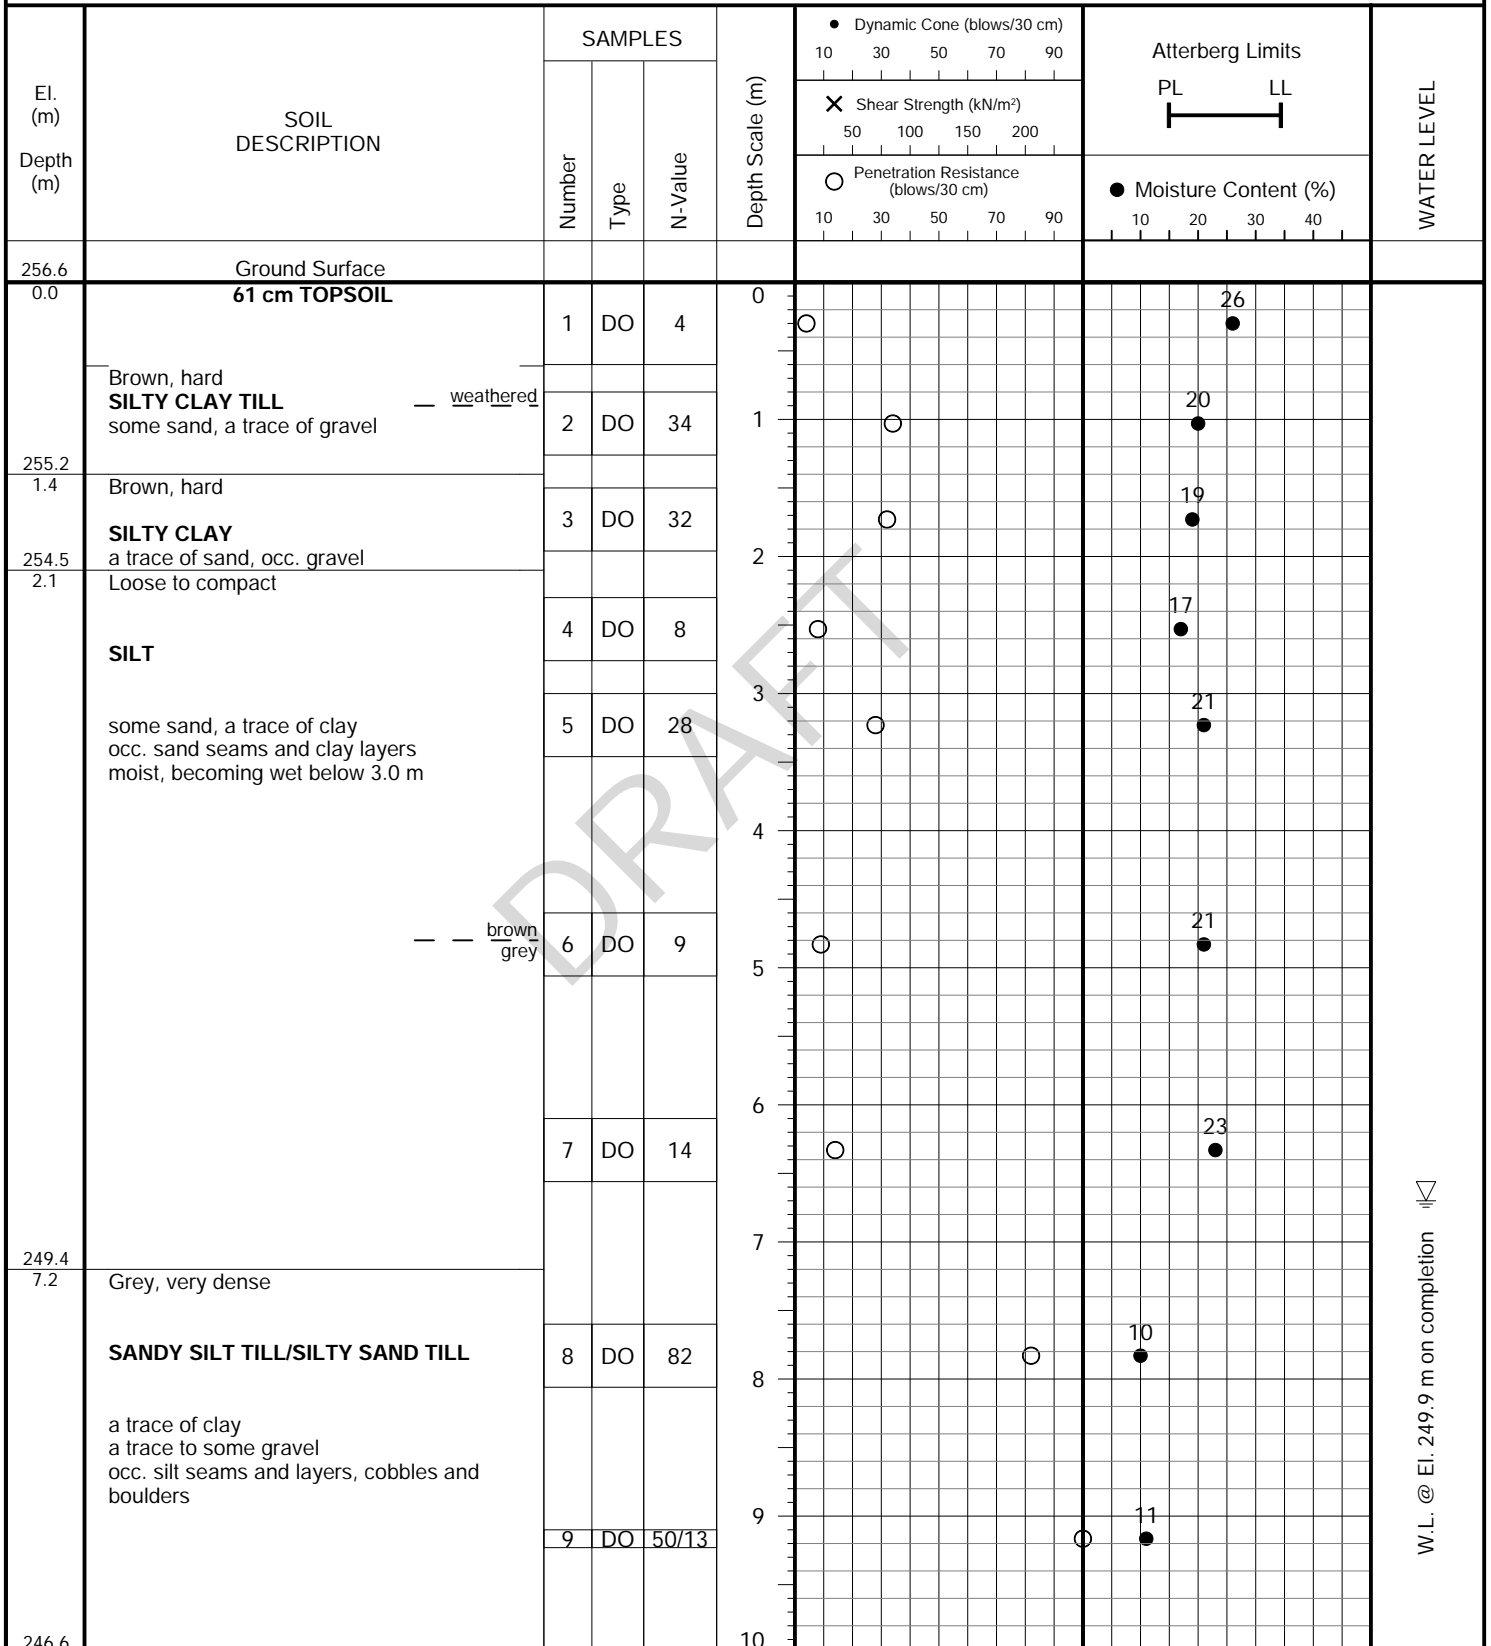 El.
(m)
Depth
(m)
SOIL
DESCRIPTION
SAMPLES
Number
Type
N-Value
Depth Scale (m)
● Dynamic Cone (blows/30 cm)
10 30 50 70 90
✕ Shear Strength (kN/m²)
50 100 150 200
○ Penetration Resistance
(blows/30 cm)
10 30 50 70 90
Atterberg Limits
PL LL
● Moisture Content (%)
10 20 30 40
WATER LEVEL
256.6 Ground Surface
0.0 61 cm TOPSOIL 0
1 DO 4 26
Brown, hard
weathered
SILTY CLAY TILL
some sand, a trace of gravel
2 DO 34 1 20
255.2
1.4 Brown, hard
3 DO 32 19
SILTY CLAY
254.5 a trace of sand, occ. gravel 2
2.1 Loose to compact
4 DO 8 17
SILT
3
some sand, a trace of clay 5 DO 28 21
occ. sand seams and clay layers
moist, becoming wet below 3.0 m
4
brown
grey
6 DO 9 21
5
6
7 DO 14 23
7
249.4
7.2 Grey, very dense
SANDY SILT TILL/SILTY SAND TILL 8 DO 82 10
8
a trace of clay
a trace to some gravel
occ. silt seams and layers, cobbles and
boulders
9
9 DO 50/13 11
246.6 10
W.L. @ El. 249.9 m on completion
DRAFT